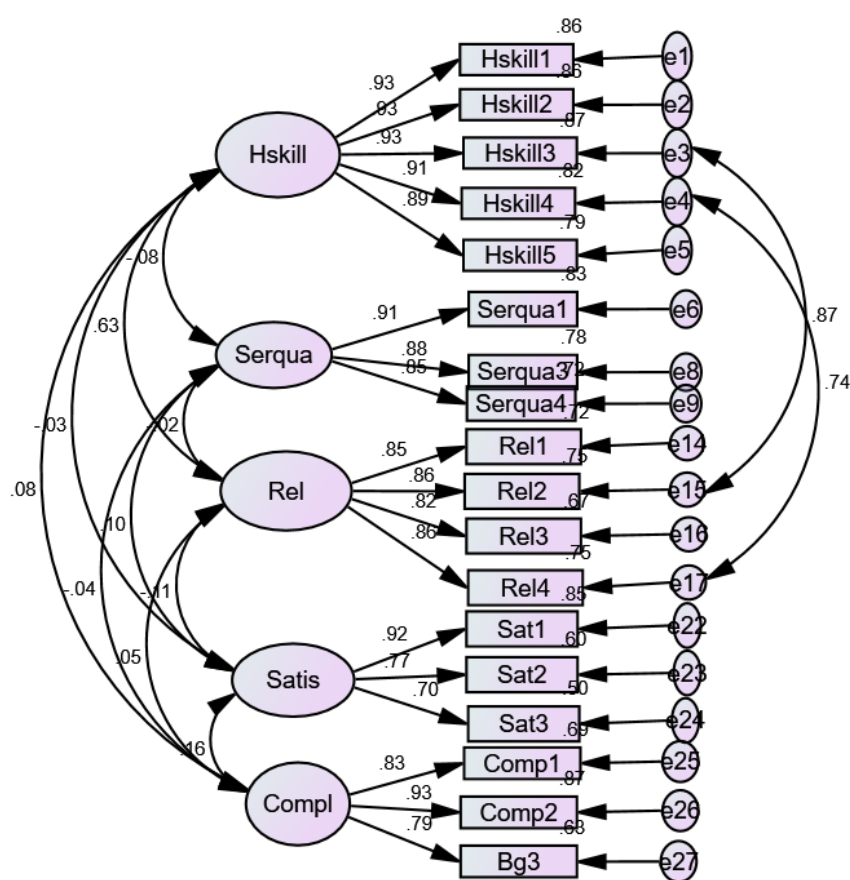 .86
Hskill1
e1
.93
.86
Hskill2
e2
.93
.87
Hskill3
e3
.93
.82
Hskill4
e4
.91
.79
Hskill5
e5
.89
Hskill
.83
Serqua1
e6
.91
.78
Serqua3
e8
.88
.72
Serqua4
e9
.85
Serqua
.72
Rel1
e14
.85
.75
Rel2
e15
.86
.67
Rel3
e16
.82
.75
Rel4
e17
.86
Rel
.85
Sat1
e22
.92
.60
Sat2
e23
.77
.50
Sat3
e24
.70
Satis
.69
Comp1
e25
.83
.87
Comp2
e26
.93
.63
Bg3
e27
.79
Compl
-.08
.63
-.03
.08
.02
.10
-.04
-.11
.05
.16
.87
.74